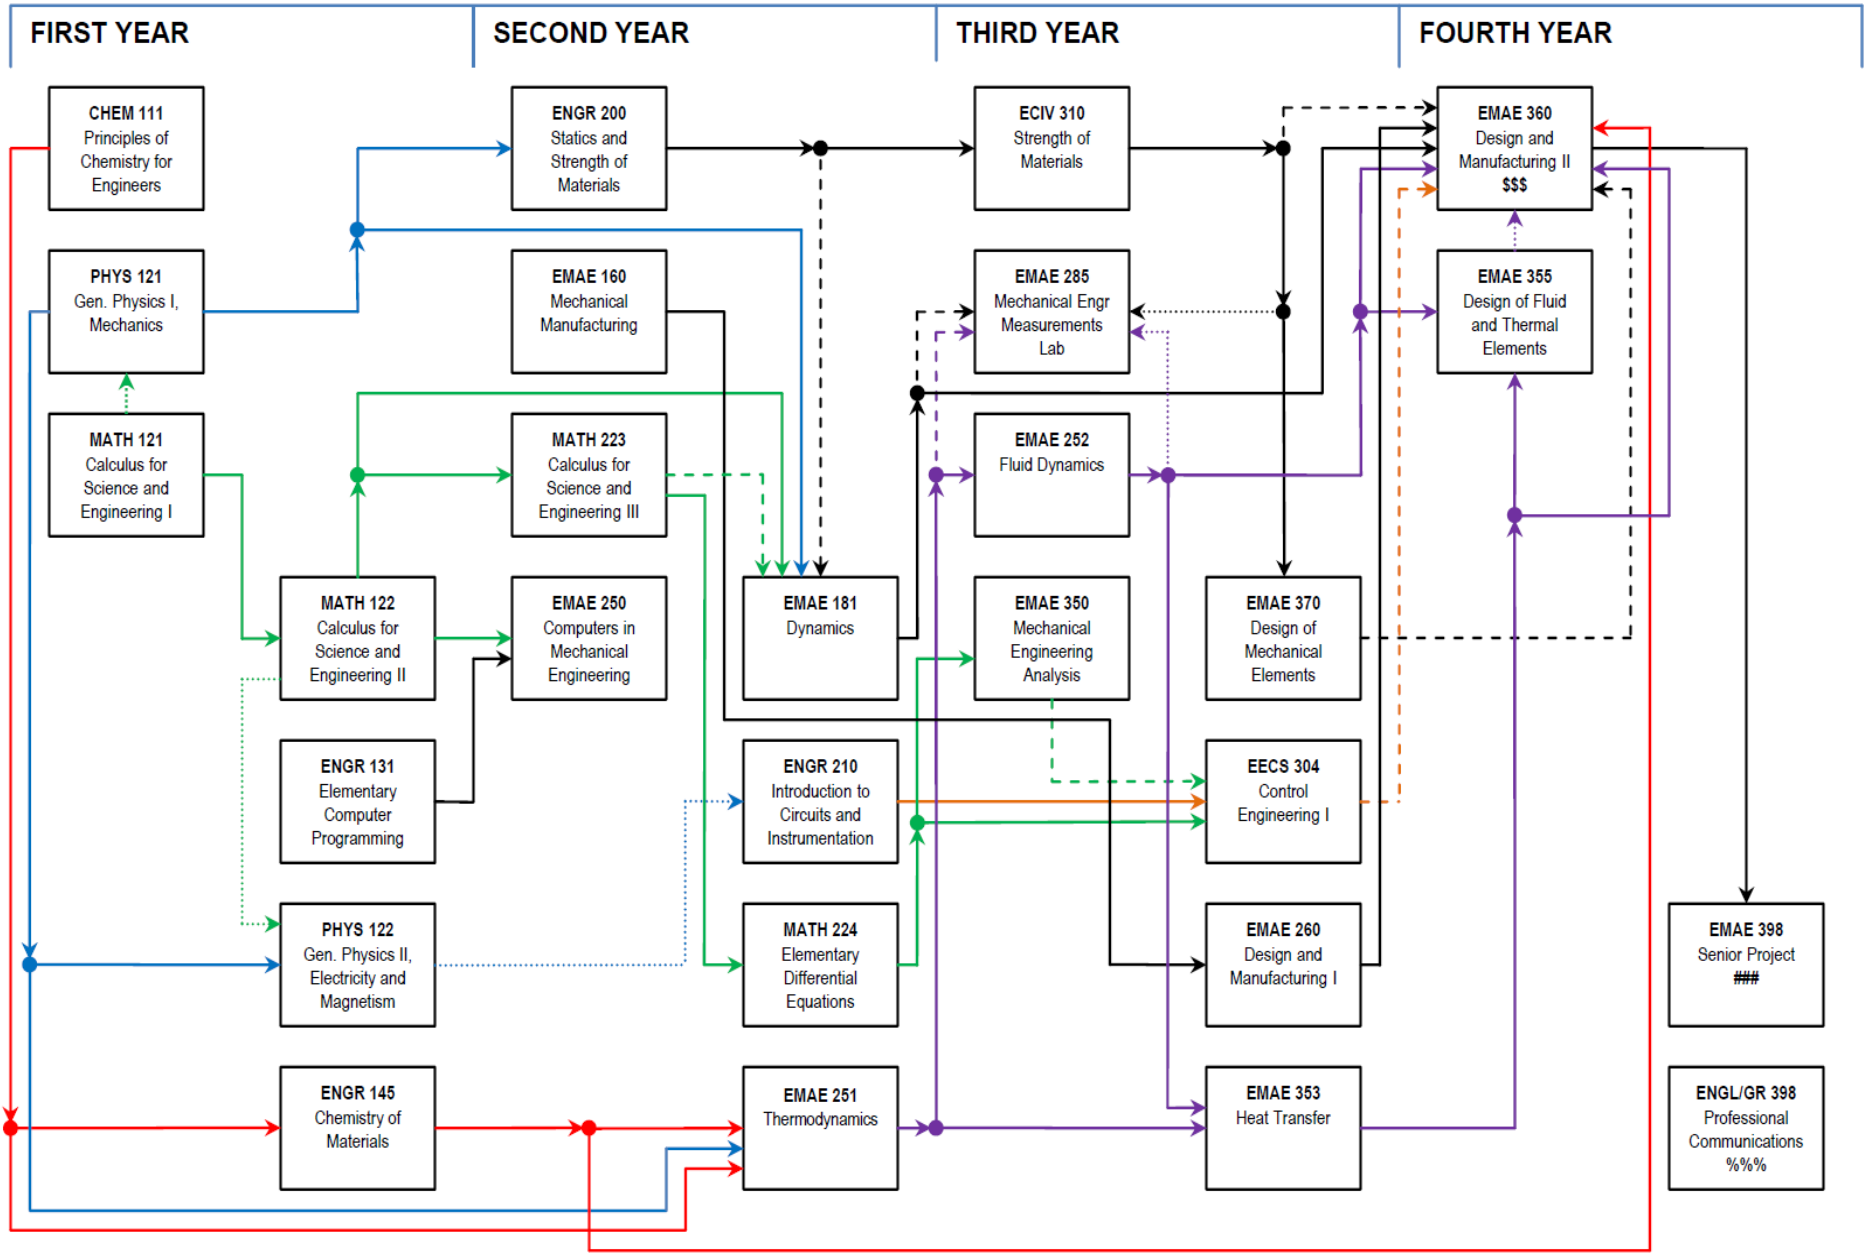 FIRST YEAR
SECOND YEAR
THIRD YEAR
FOURTH YEAR
CHEM 111
Principles of
Chemistry for
Engineers
ENGR 200
Statics and
Strength of
Materials
ECIV 310
Strength of
Materials
EMAE 360
Design and
Manufacturing II
$$$
PHYS 121
Gen. Physics I,
Mechanics
EMAE 160
Mechanical
Manufacturing
EMAE 285
Mechanical Engr
Measurements
Lab
EMAE 355
Design of Fluid
and Thermal
Elements
MATH 121
Calculus for
Science and
Engineering I
MATH 223
Calculus for
Science and
Engineering III
EMAE 252
Fluid Dynamics
MATH 122
Calculus for
Science and
Engineering II
EMAE 250
Computers in
Mechanical
Engineering
EMAE 181
Dynamics
EMAE 350
Mechanical
Engineering
Analysis
EMAE 370
Design of
Mechanical
Elements
ENGR 131
Elementary
Computer
Programming
ENGR 210
Introduction to
Circuits and
Instrumentation
EECS 304
Control
Engineering I
PHYS 122
Gen. Physics II,
Electricity and
Magnetism
MATH 224
Elementary
Differential
Equations
EMAE 260
Design and
Manufacturing I
EMAE 398
Senior Project
###
ENGR 145
Chemistry of
Materials
EMAE 251
Thermodynamics
EMAE 353
Heat Transfer
ENGL/GR 398
Professional
Communications
%%%